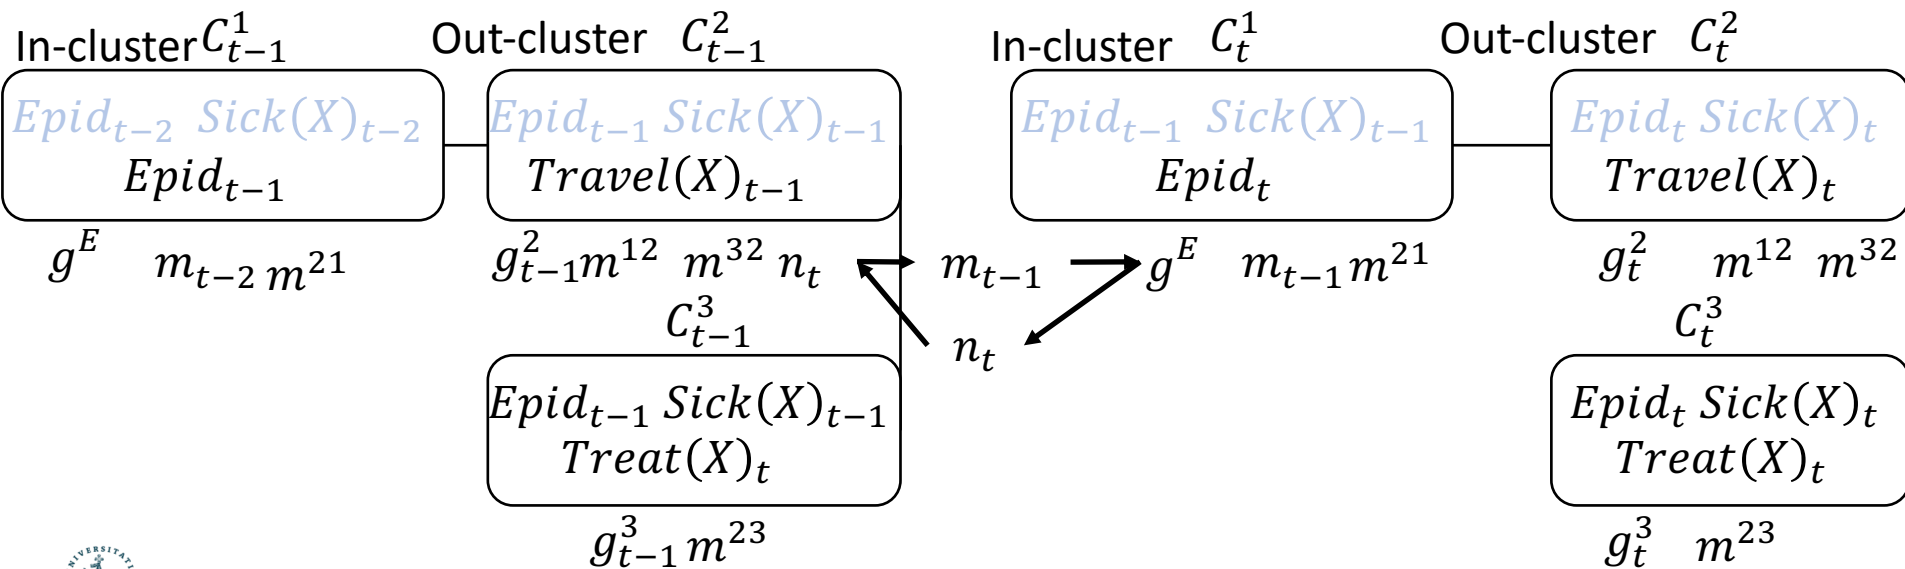 In-cluster C^1_{t−1} Out-cluster C^2_{t−1} In-cluster C^1_t Out-cluster C^2_t
Epid_{t−2} Sick(X)_{t−2} Epid_{t−1} Sick(X)_{t−1} Epid_{t−1} Sick(X)_{t−1} Epid_t Sick(X)_t
Epid_{t−1} Travel(X)_{t−1} Epid_t Travel(X)_t
g^E m_{t−2} m^{21} g^2_{t−1} m^{12} m^{32} n_t m_{t−1} g^E m_{t−1} m^{21} g^2_t m^{12} m^{32}
C^3_{t−1} n_t C^3_t
Epid_{t−1} Sick(X)_{t−1} Epid_t Sick(X)_t
Treat(X)_t Treat(X)_t
g^3_{t−1} m^{23} g^3_t m^{23}